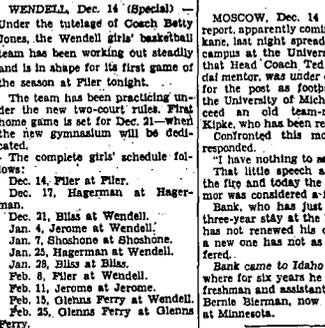 WENDELL, Dec. 14 (Special) —
Under the tutelage of Coach Betty
Jones, the Wendell girls' basketball
team has been working out steadily
and is in shape for its first game of
the season at Filer tonight.
The team has been practicing un-
der the new two-court rules. First
home game is set for Dec. 21—when
the new gymnasium will be dedi-
cated.
The complete girls' schedule fol-
lows:
Dec. 14, Filer at Filer.
Dec. 17, Hagerman at Hager-
man.
Dec. 21, Bliss at Wendell.
Jan. 4, Jerome at Wendell.
Jan. 7, Shoshone at Shoshone.
Jan. 25, Hagerman at Wendell.
Jan. 28, Bliss at Bliss.
Feb. 8, Filer at Wendell.
Feb. 11, Jerome at Jerome.
Feb. 15, Glenns Ferry at Wendell.
Feb. 25, Glenns Ferry at Glenns
Ferry.
MOSCOW, Dec. 14
report, apparently comi
kane, last night spread
campus at the Univer
that Head Coach Ted
dial mentor, was under
for the post as footb
the University of Mich
ceed an old team-m
Kipke, who has been re
Confronted this mo
responded.
"I have nothing to s
That little speech a
the fire and today the
mor was considered a-f
Bank, who has just
three-year stay at the
has not renewed his c
a new one has not as
fered.
Bank came to Idaho
where for six years he
freshman and assistant
Bernie Bierman, now
at Minnesota.